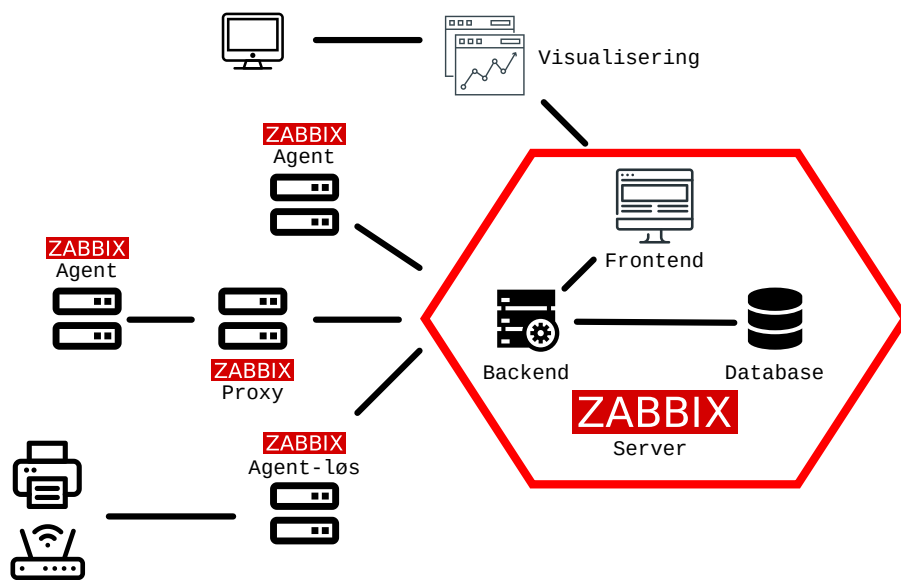 Visualisering
ZABBIX
Agent
ZABBIX
Agent
Frontend
ZABBIX
Proxy
Backend
Database
ZABBIX
Server
ZABBIX
Agent-løs